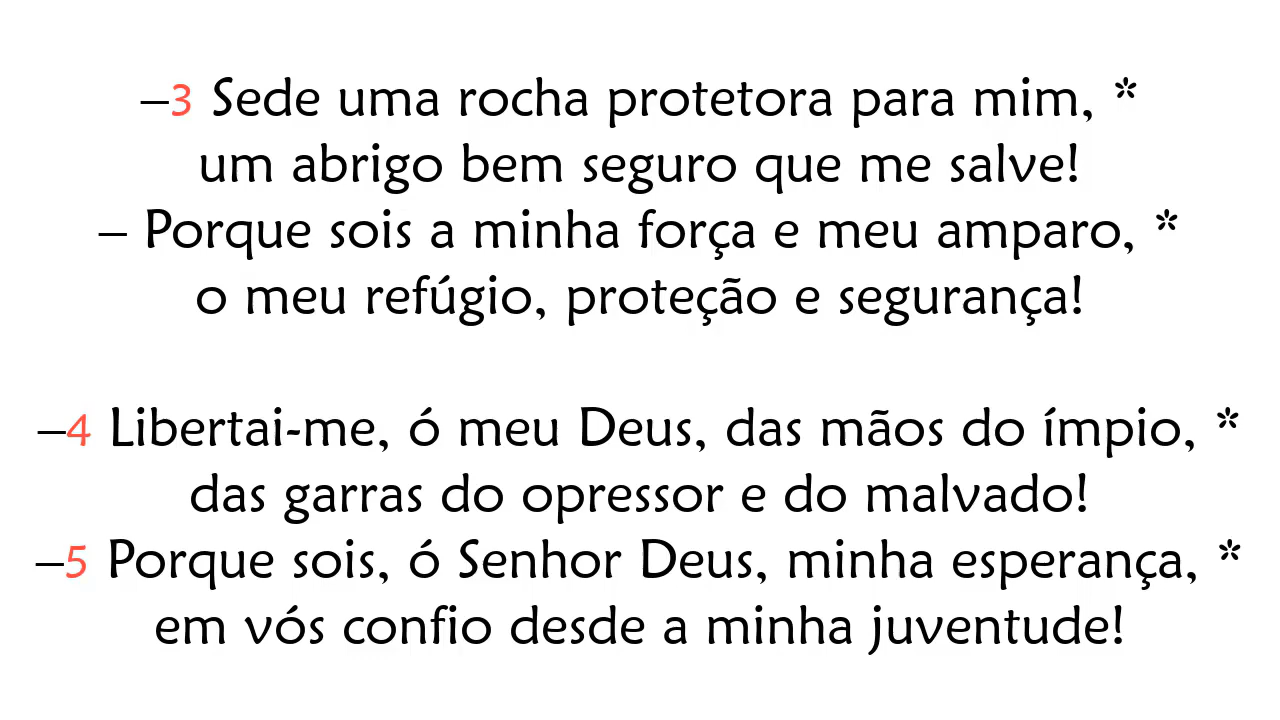 –3 Sede uma rocha protetora para mim, *
um abrigo bem seguro que me salve!
– Porque sois a minha força e meu amparo, *
o meu refúgio, proteção e segurança!
–4 Libertai-me, ó meu Deus, das mãos do ímpio, *
das garras do opressor e do malvado!
–5 Porque sois, ó Senhor Deus, minha esperança, *
em vós confio desde a minha juventude!